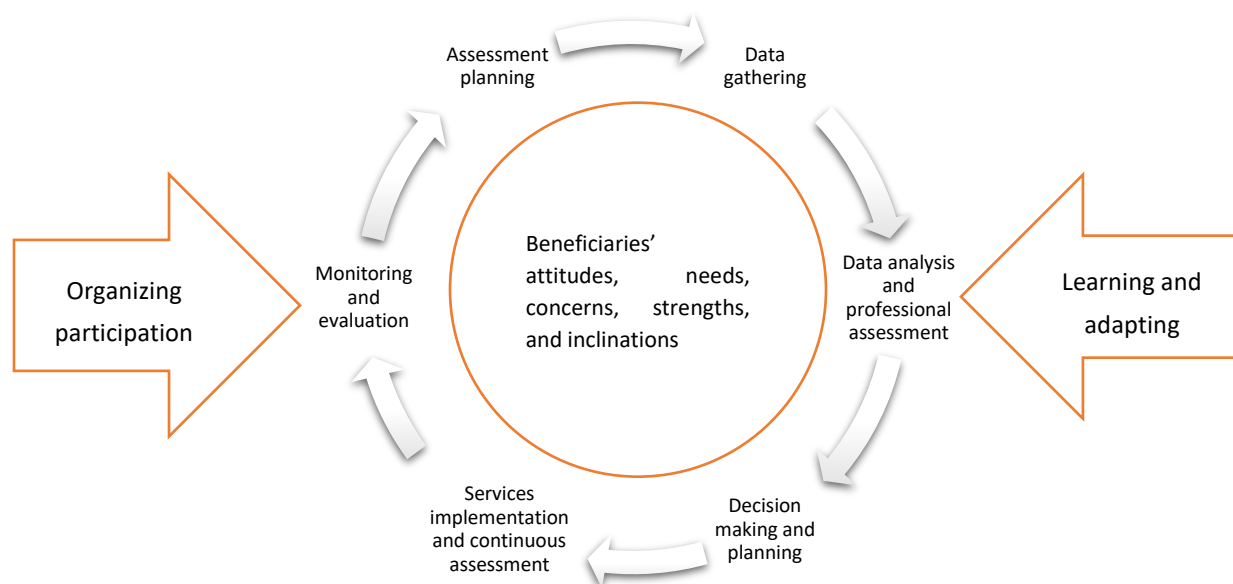 Assessment
planning
Data
gathering
Organizing
participation
Monitoring
and
evaluation
Beneficiaries’
attitudes, needs,
concerns, strengths,
and inclinations
Data analysis
and
professional
assessment
Learning and
adapting
Services
implementation
and continuous
assessment
Decision
making and
planning